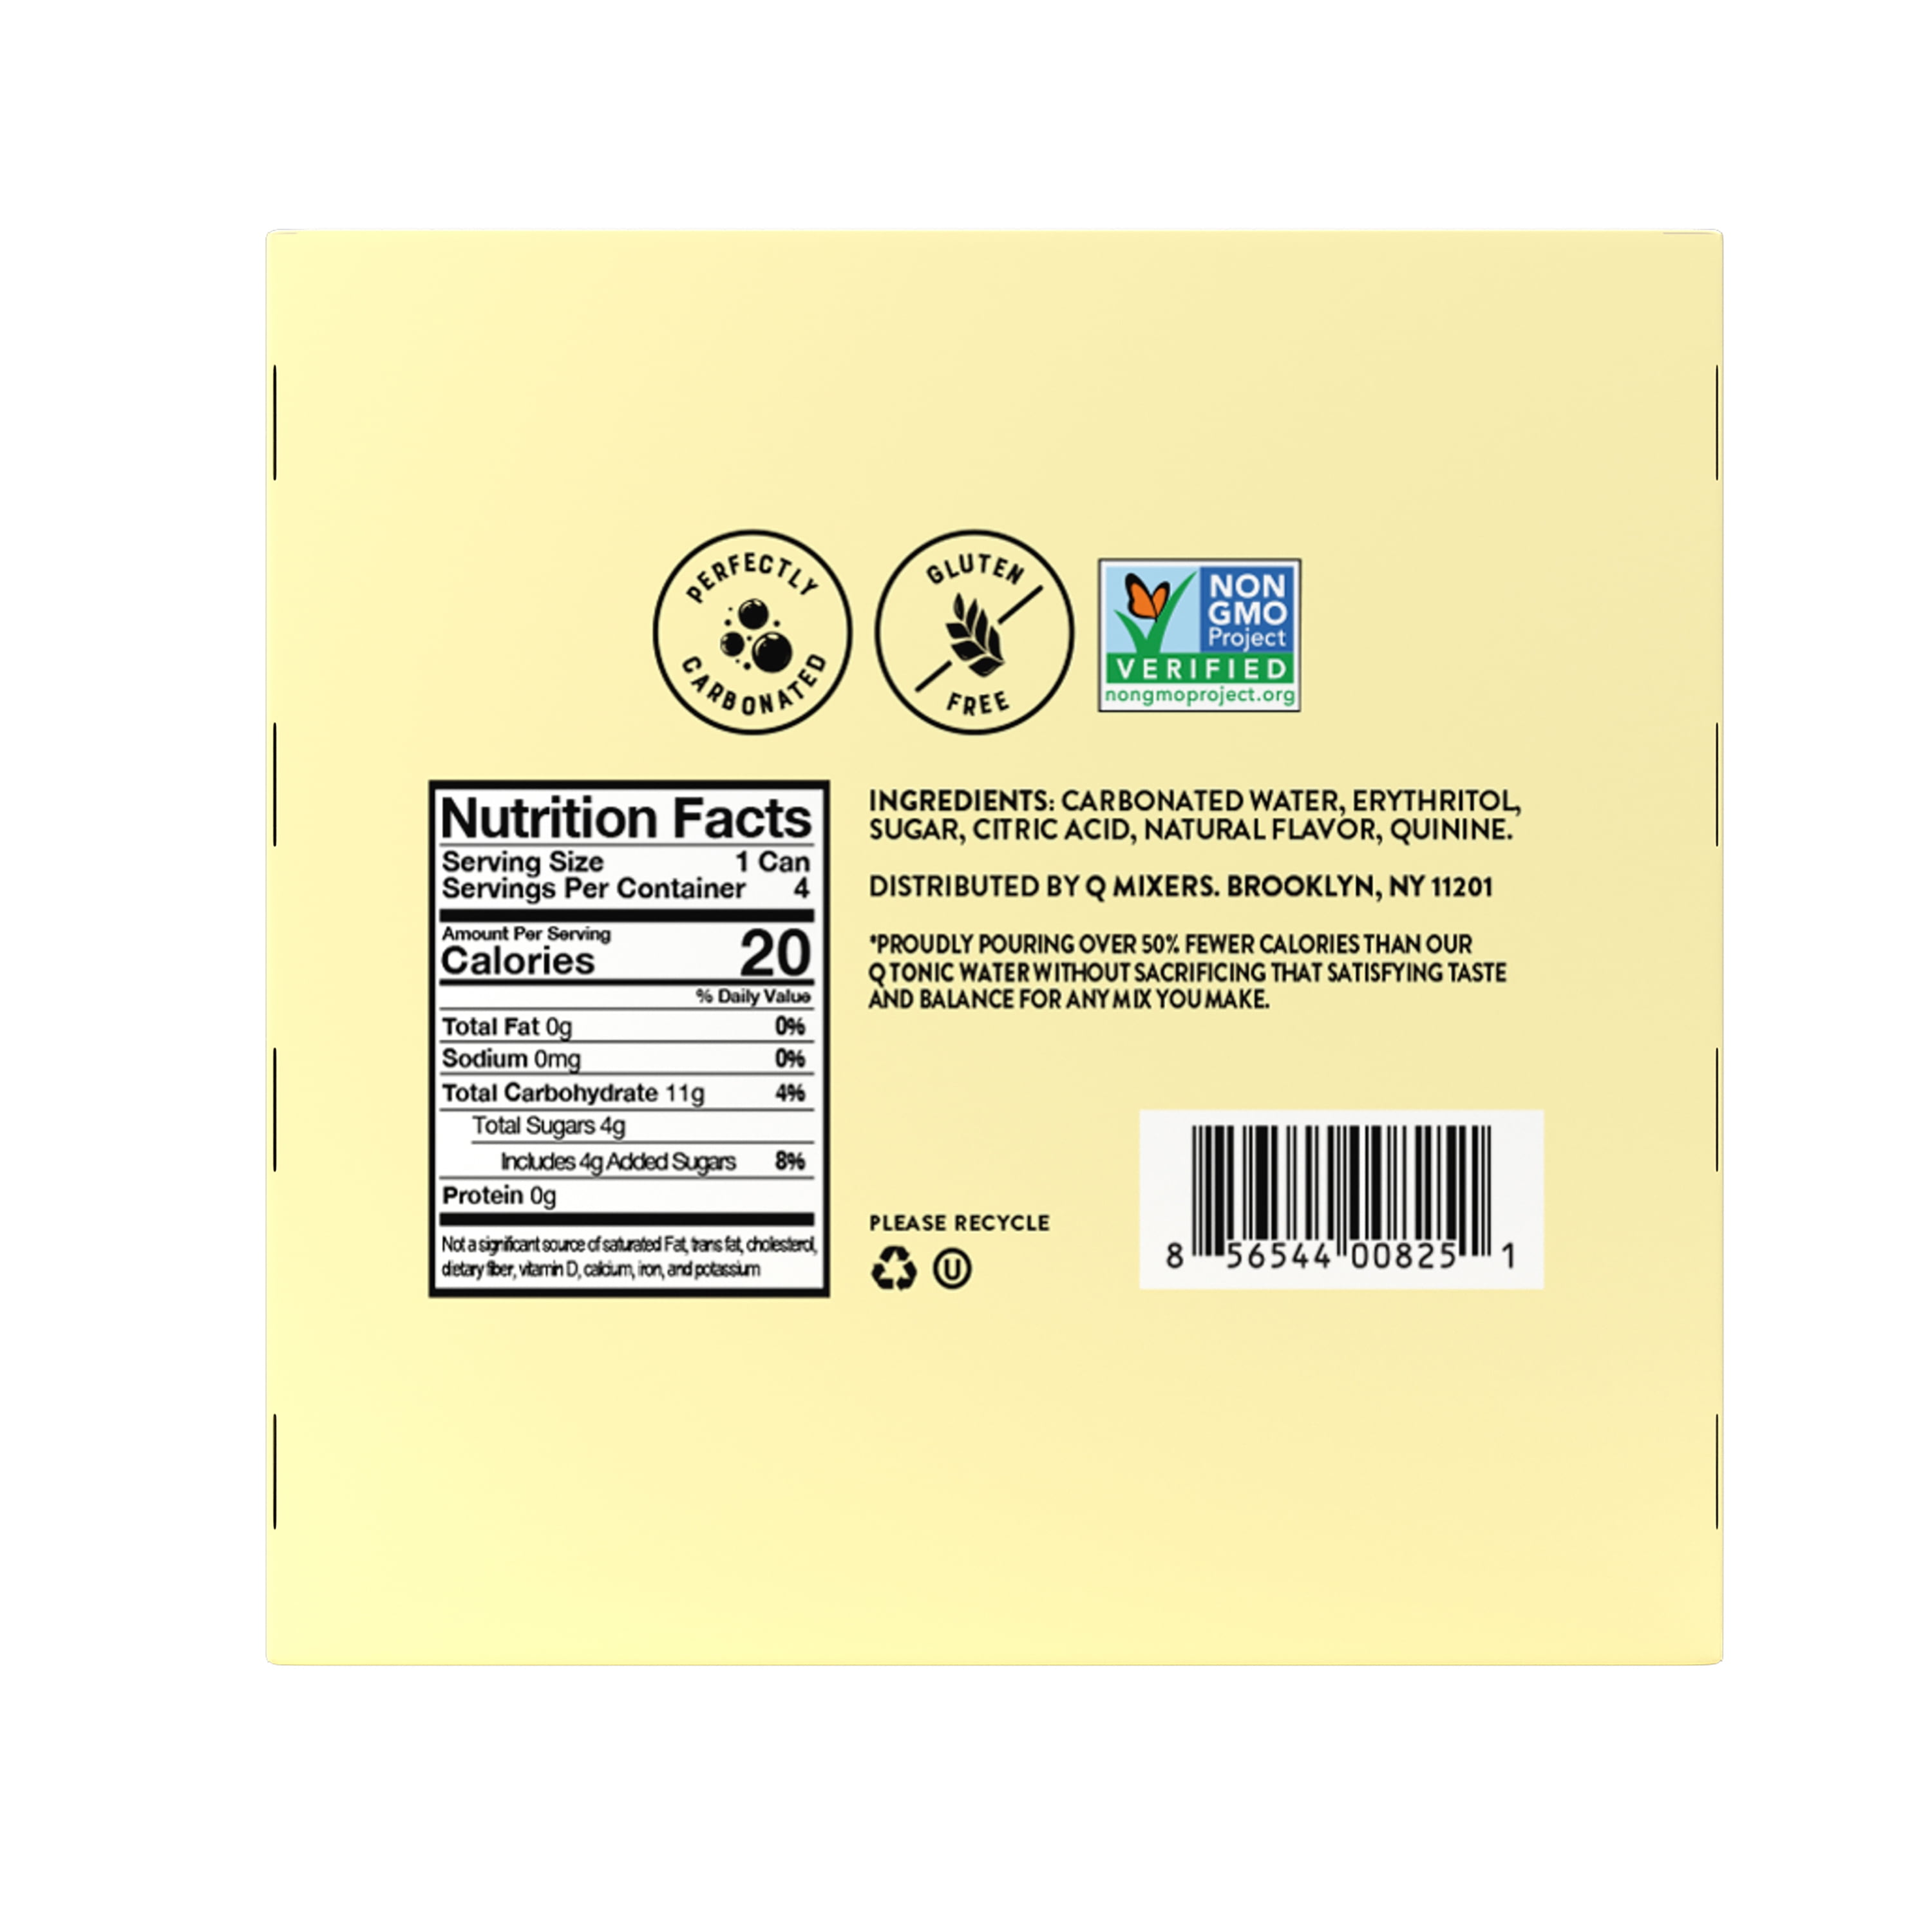 PERFECTLY
CARBONATED
GLUTEN
FREE
NON
GMO
Project
VERIFIED
nongmoproject.org
Nutrition Facts
Serving Size 1 Can
Servings Per Container 4
Amount Per Serving
Calories 20
% Daily Value
Total Fat 0g 0%
Sodium 0mg 0%
Total Carbohydrate 11g 4%
Total Sugars 4g
Includes 4g Added Sugars 8%
Protein 0g
Not a significant source of saturated Fat, trans fat, cholesterol,
dietary fiber, vitamin D, calcium, iron, and potassium
INGREDIENTS: CARBONATED WATER, ERYTHRITOL,
SUGAR, CITRIC ACID, NATURAL FLAVOR, QUININE.
DISTRIBUTED BY Q MIXERS. BROOKLYN, NY 11201
*PROUDLY POURING OVER 50% FEWER CALORIES THAN OUR
Q TONIC WATER WITHOUT SACRIFICING THAT SATISFYING TASTE
AND BALANCE FOR ANY MIX YOU MAKE.
PLEASE RECYCLE
U
8 56544 00825 1